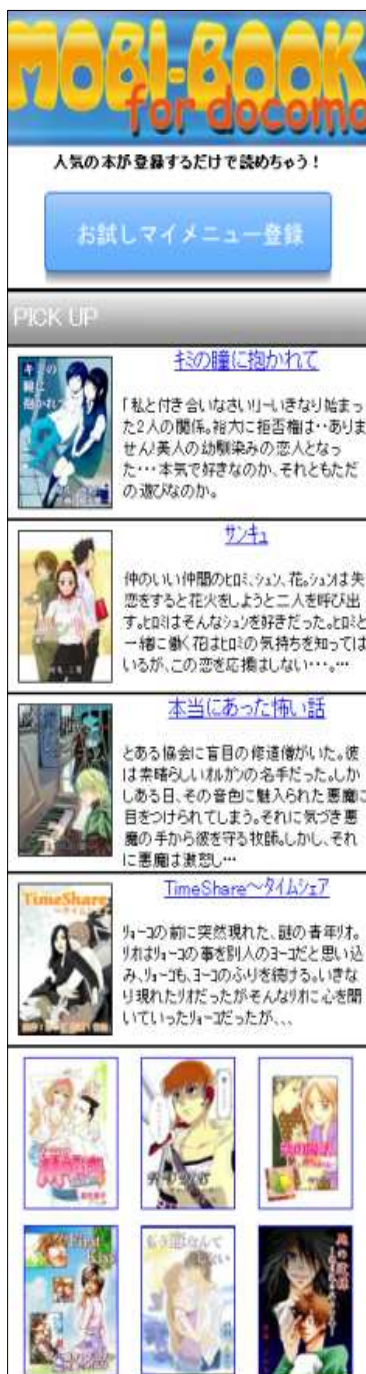 MOBI-BOOK
for docomo
人気の本が登録するだけで読めちゃう！
お試しマイメニュー登録
PICK UP
キミの瞳に抱かれて
キミの
瞳に
抱かれて
「私と付き合いなさい!」ーいきなり始まっ
た2人の関係。裕大に拒否権は・・ありま
せん!美人の幼馴染みの恋人となっ
た・・・本気で好きなのか、それともただ
の遊びなのか。
サンキュ
仲のいい仲間のヒロミ、シュン、花。シュンは失
恋をすると花火をしようと二人を呼び出
す。ヒロミはそんなシュンを好きだった。ヒロミと
一緒に働く花はヒロミの気持ちを知っては
いるが、この恋を応援はしない・・・。…
本当にあった怖い話
とある協会に盲目の修道僧がいた。彼
は素晴らしいオルガンの名手だった。しか
しある日、その音色に魅入られた悪魔に
目をつけられてしまう。それに気づき悪
魔の手から彼を守る牧師。しかし、それ
に悪魔は激怒し…
TimeShare～タイムシェア
TimeShare
リョーコの前に突然現れた、謎の青年リオ。
リオはリョーコの事を別人のヨーコだと思い込
み、リョーコも、ヨーコのふりを続ける。いきな
り現れたリオだったがそんなリオに心を開
いていったリョーコだったが、、、
First
Kiss
もう恋なんて
しない